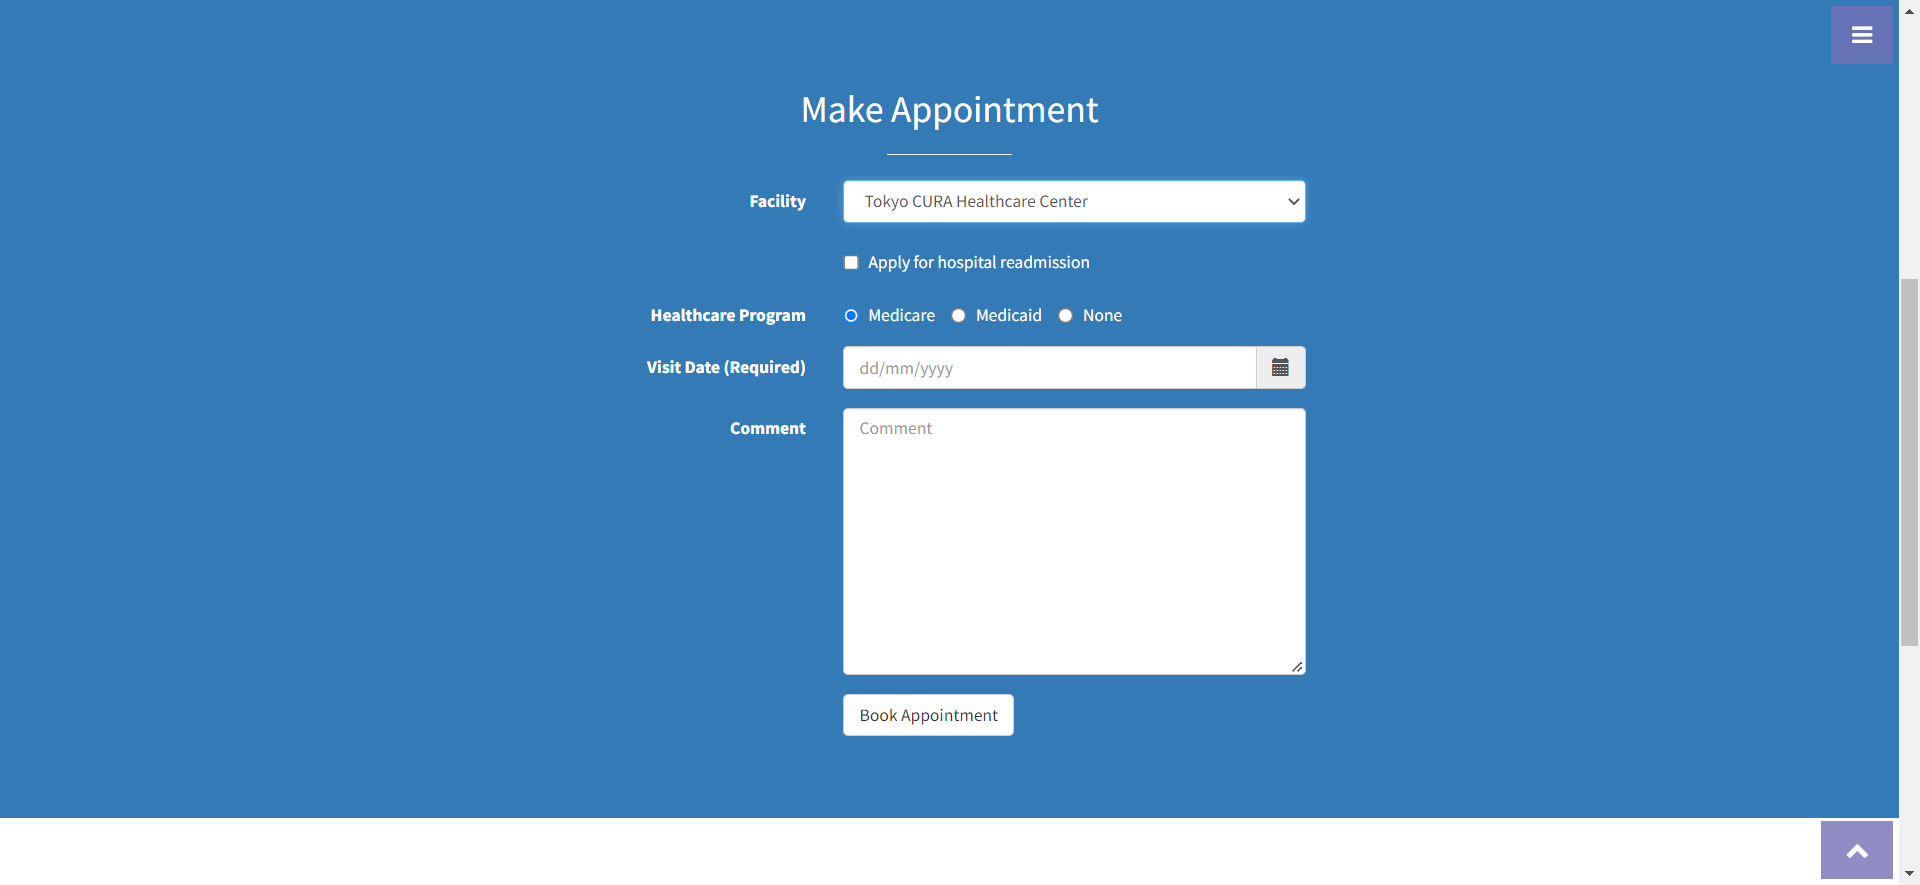 Make Appointment
Facility
Tokyo CURA Healthcare Center
Apply for hospital readmission
Healthcare Program
Medicare Medicaid None
Visit Date (Required)
dd/mm/yyyy
Comment
Comment
Book Appointment